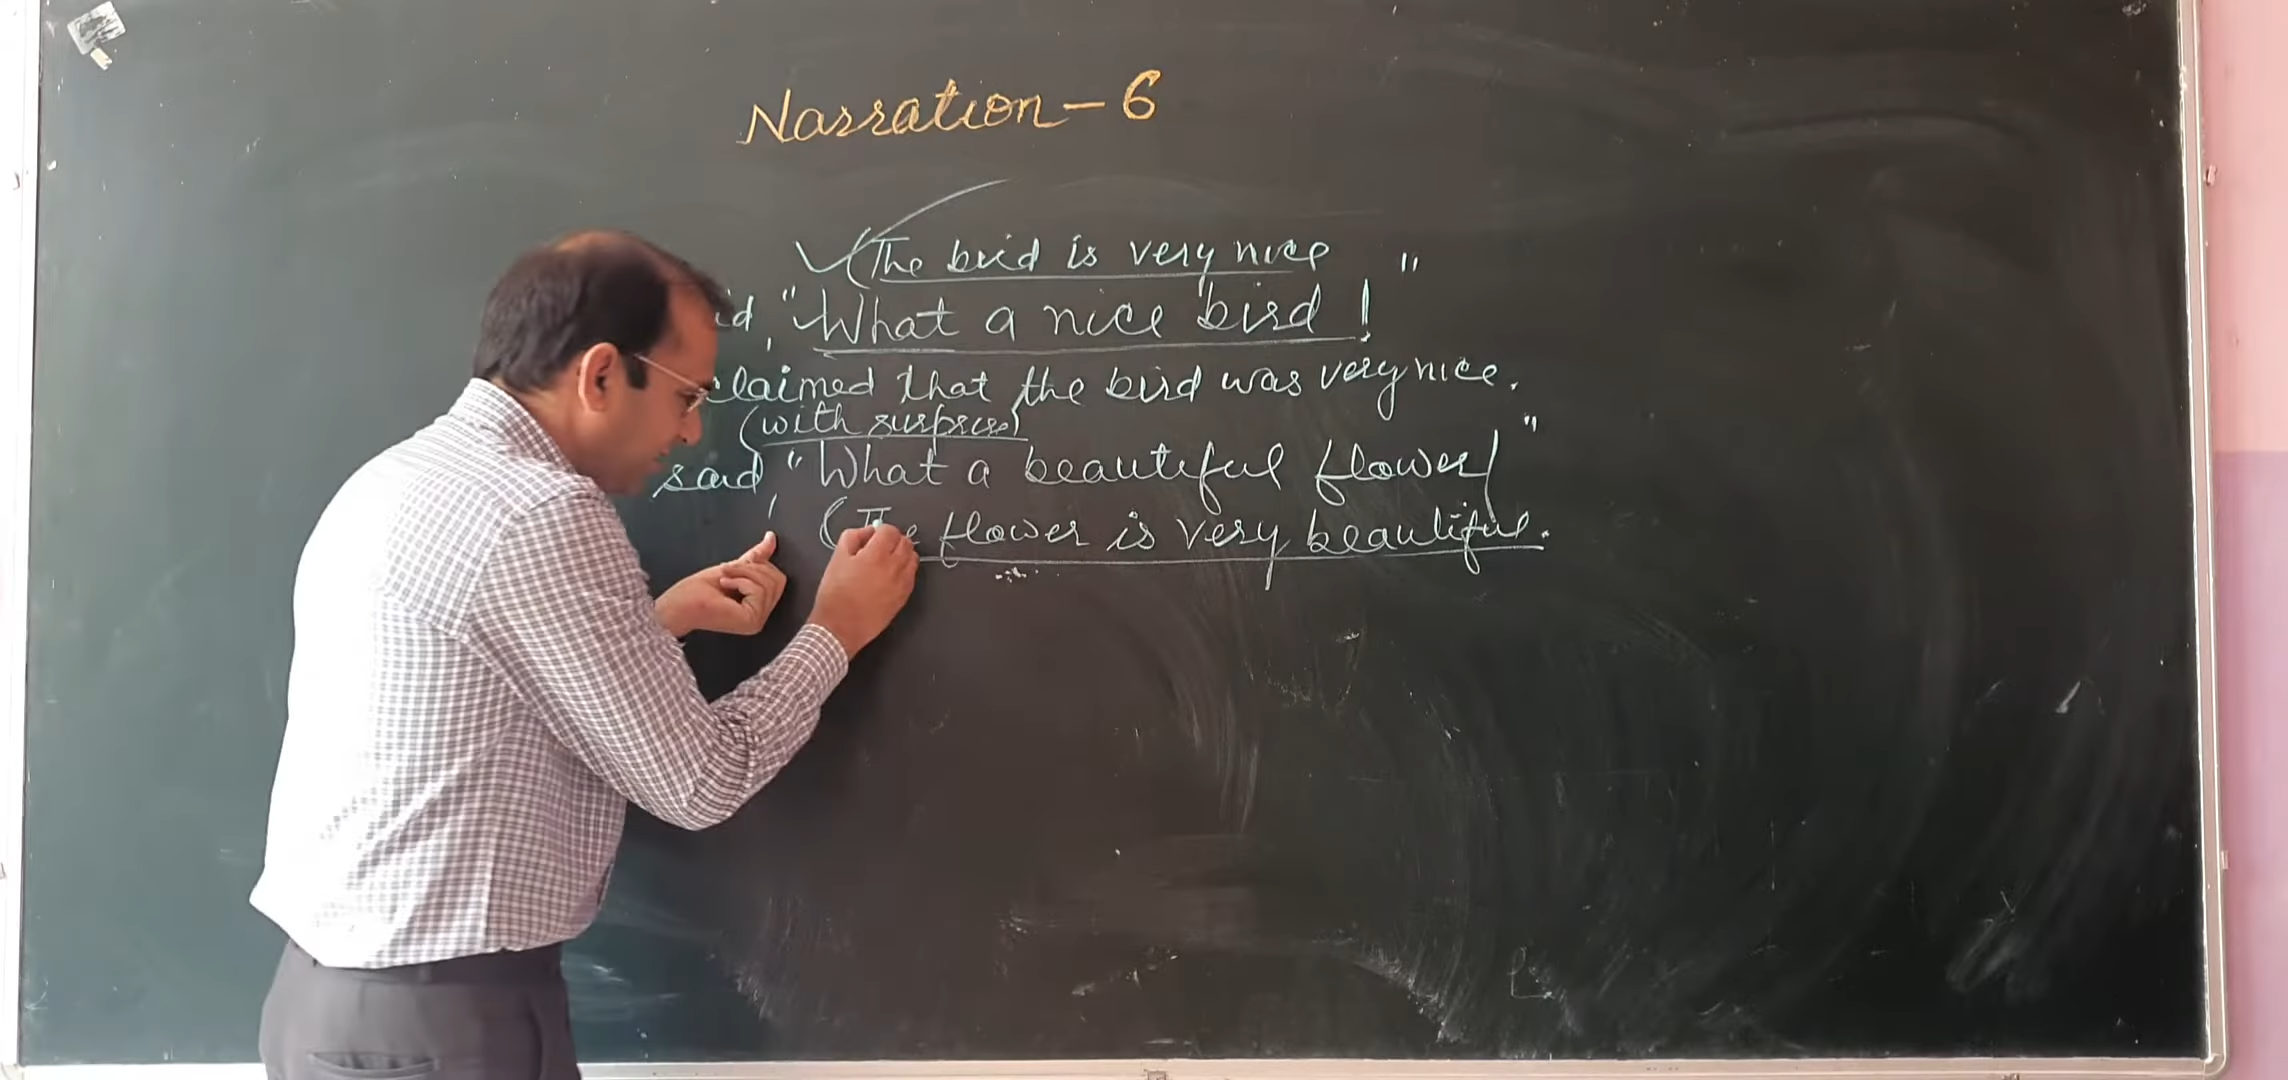 Narration - 6
(The bird is very nice "
"What a nice bird!
claimed that the bird was very nice.
(with surprise)
said, "What a beautiful flower!"
(The flower is very beautiful.